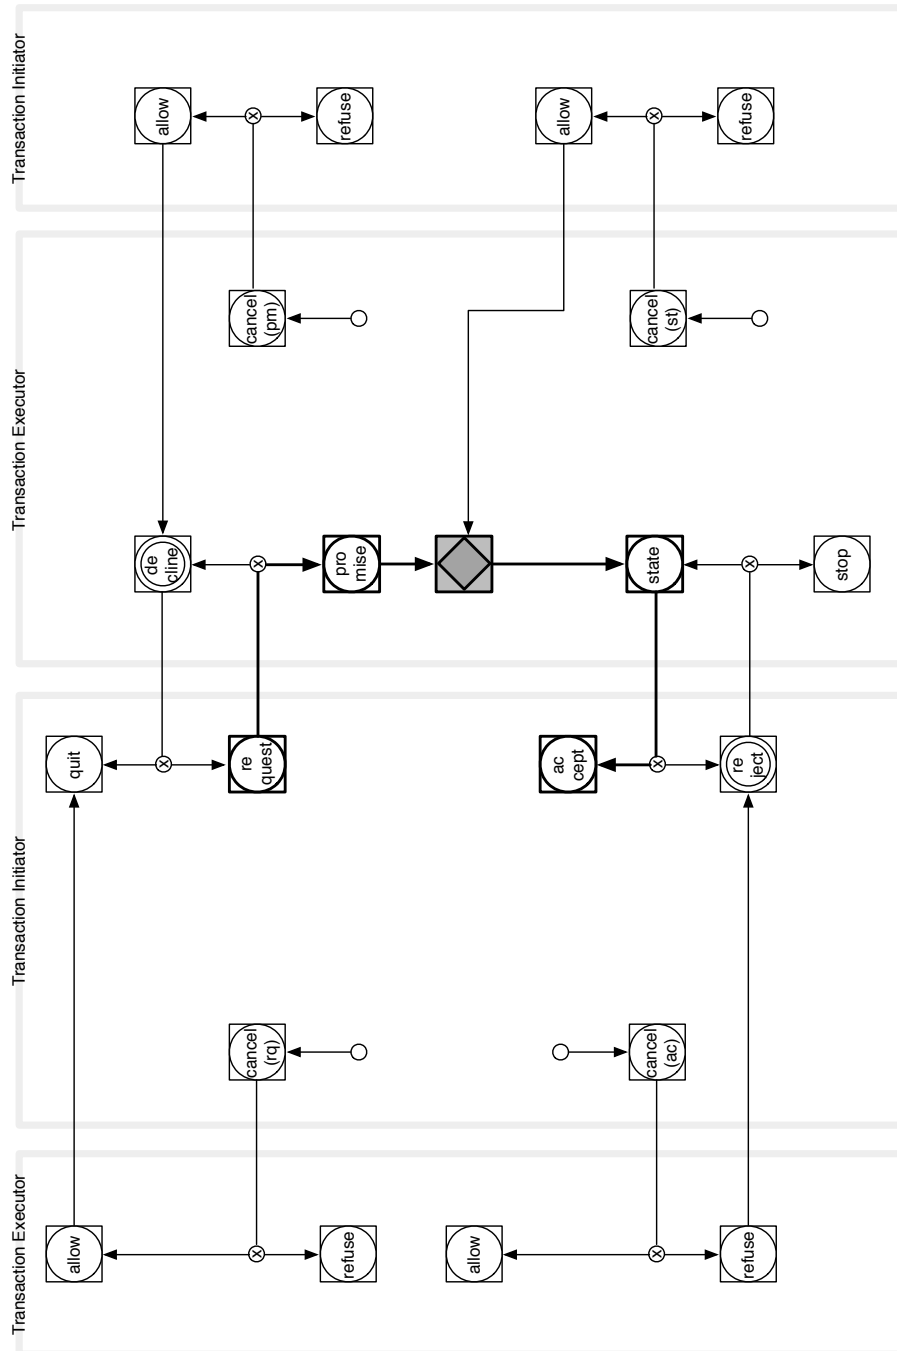 Transaction Initiator
allow
x
refuse
allow
x
refuse
Transaction Executor
cancel
(pm)
cancel
(st)
de
cline
x
pro
mise
state
x
stop
Transaction Initiator
quit
x
re
quest
ac
cept
x
re
ject
cancel
(rq)
cancel
(ac)
Transaction Executor
allow
x
refuse
allow
x
refuse